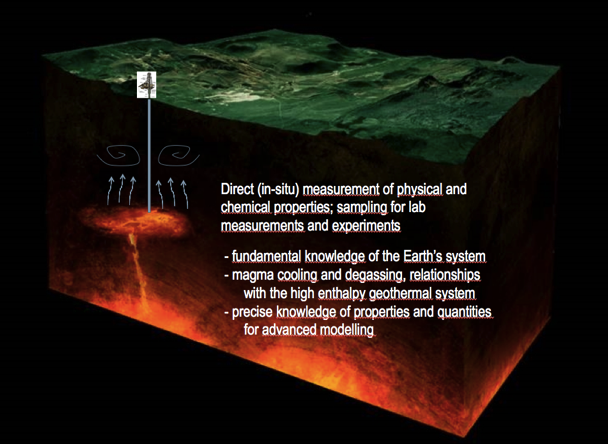 Direct (in-situ) measurement of physical and
chemical properties; sampling for lab
measurements and experiments
- fundamental knowledge of the Earth's system
- magma cooling and degassing, relationships
with the high enthalpy geothermal system
- precise knowledge of properties and quantities
for advanced modelling